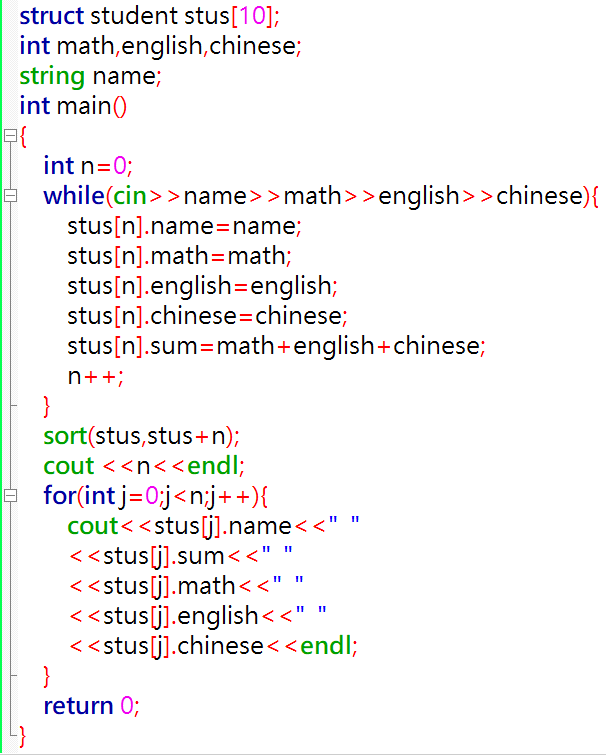 struct student stus[10];
int math,english,chinese;
string name;
int main()
{
int n=0;
while(cin>>name>>math>>english>>chinese){
stus[n].name=name;
stus[n].math=math;
stus[n].english=english;
stus[n].chinese=chinese;
stus[n].sum=math+english+chinese;
n++;
}
sort(stus,stus+n);
cout <<n<<endl;
for(int j=0;j<n;j++){
cout<<stus[j].name<<" "
<<stus[j].sum<<" "
<<stus[j].math<<" "
<<stus[j].english<<" "
<<stus[j].chinese<<endl;
}
return 0;
}